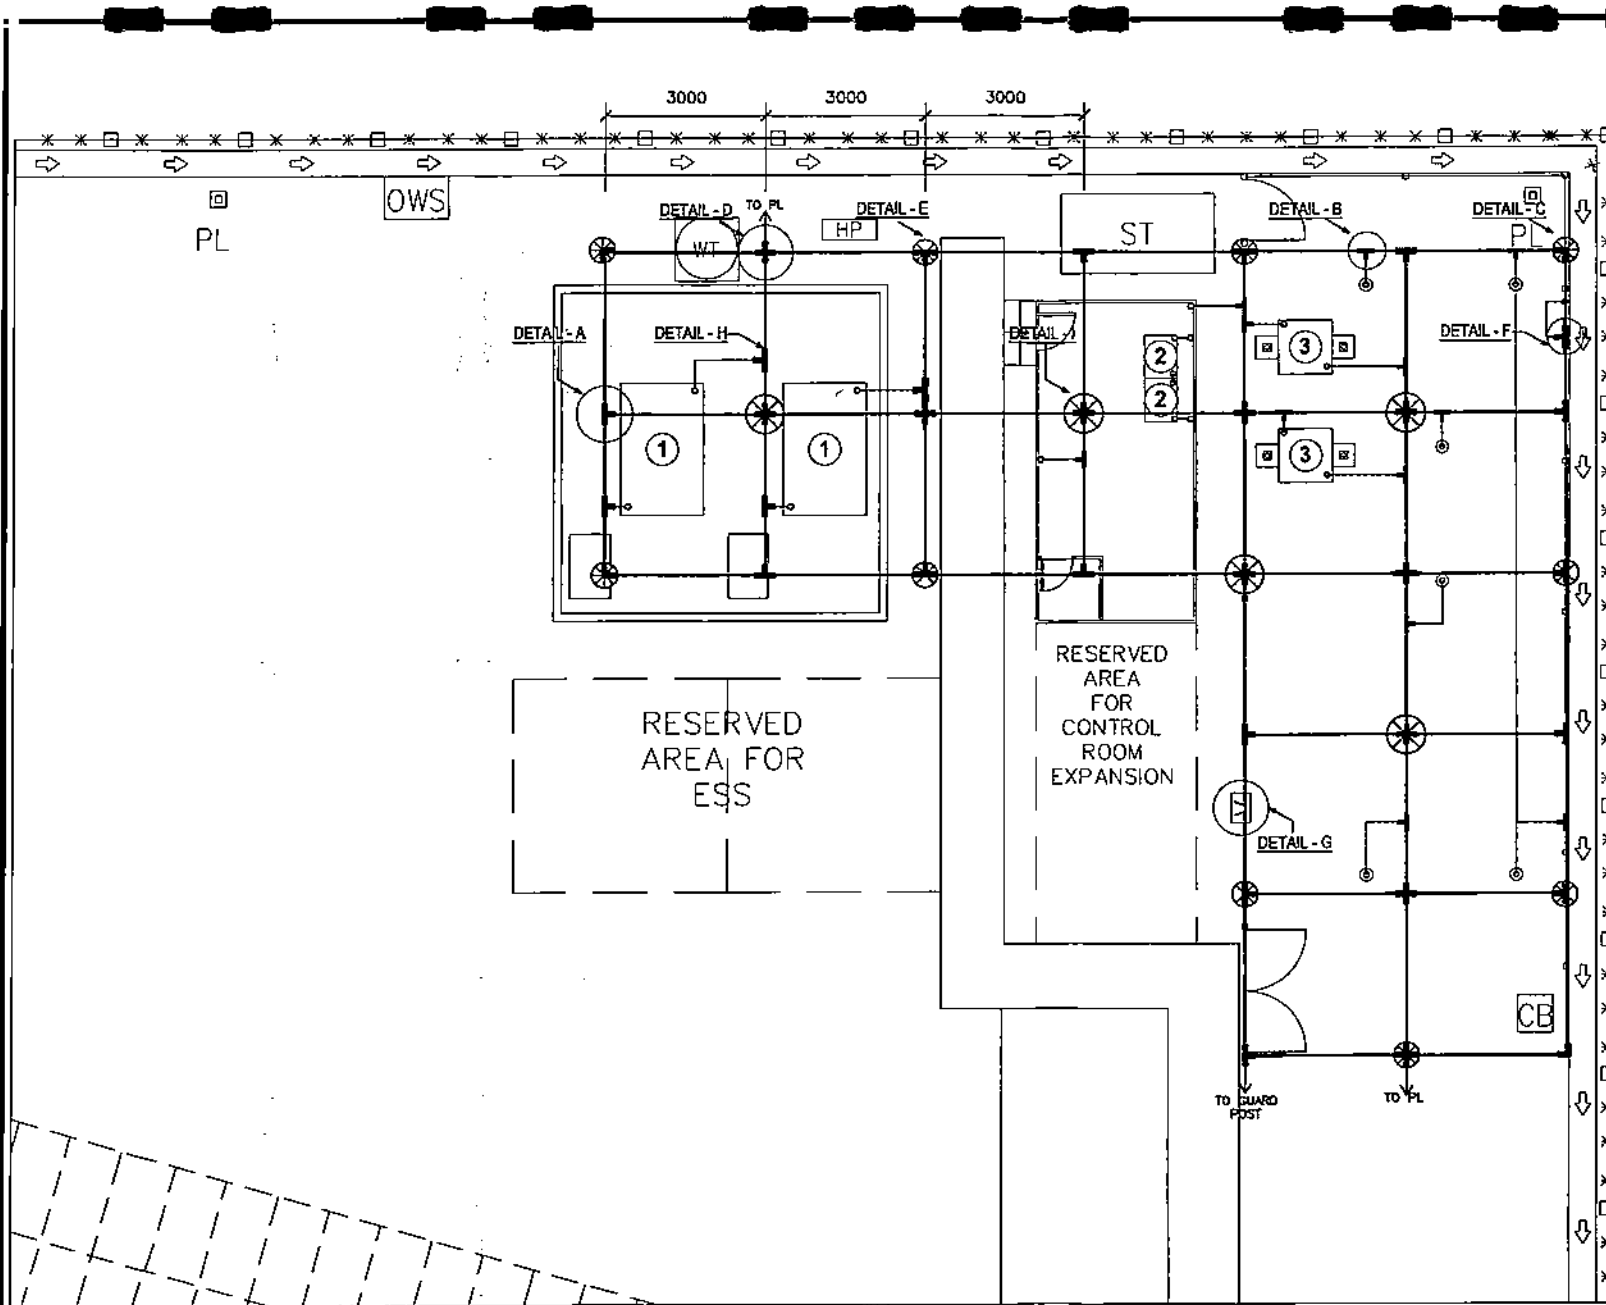 3000
3000
3000
OWS
PL
DETAIL-D
TO PL
HP
DETAIL-E
WT
ST
DETAIL-B
DETAIL-C
PL
DETAIL-A
DETAIL-H
DETAIL-F
2
3
2
1
1
3
RESERVED
AREA
FOR
CONTROL
ROOM
EXPANSION
RESERVED
AREA FOR
ESS
DETAIL-G
CB
TO GUARD
POST
TO PL